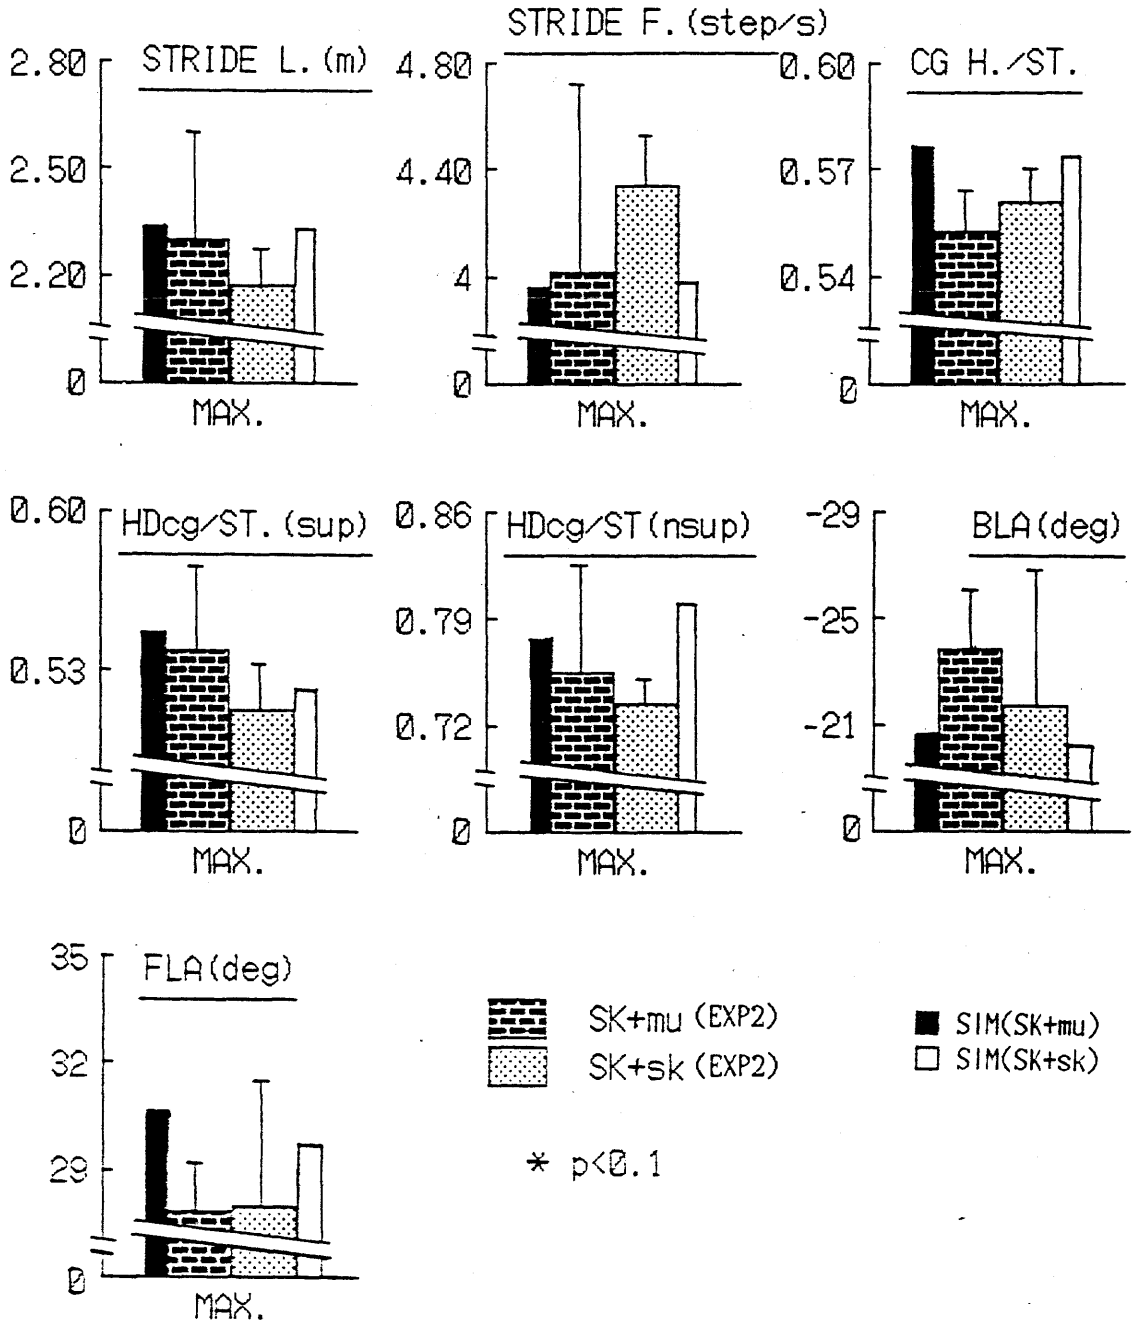 STRIDE L.(m)
2.80
2.50
2.20
0
MAX.
STRIDE F.(step/s)
4.80
4.40
4
0
MAX.
CG H./ST.
0.60
0.57
0.54
0
MAX.
HDcg/ST.(sup)
0.60
0.53
0
MAX.
HDcg/ST(nsup)
0.86
0.79
0.72
0
MAX.
BLA(deg)
-29
-25
-21
0
MAX.
FLA(deg)
35
32
29
0
MAX.
SK+mu (EXP2)
SK+sk (EXP2)
SIM(SK+mu)
SIM(SK+sk)
* p<0.1